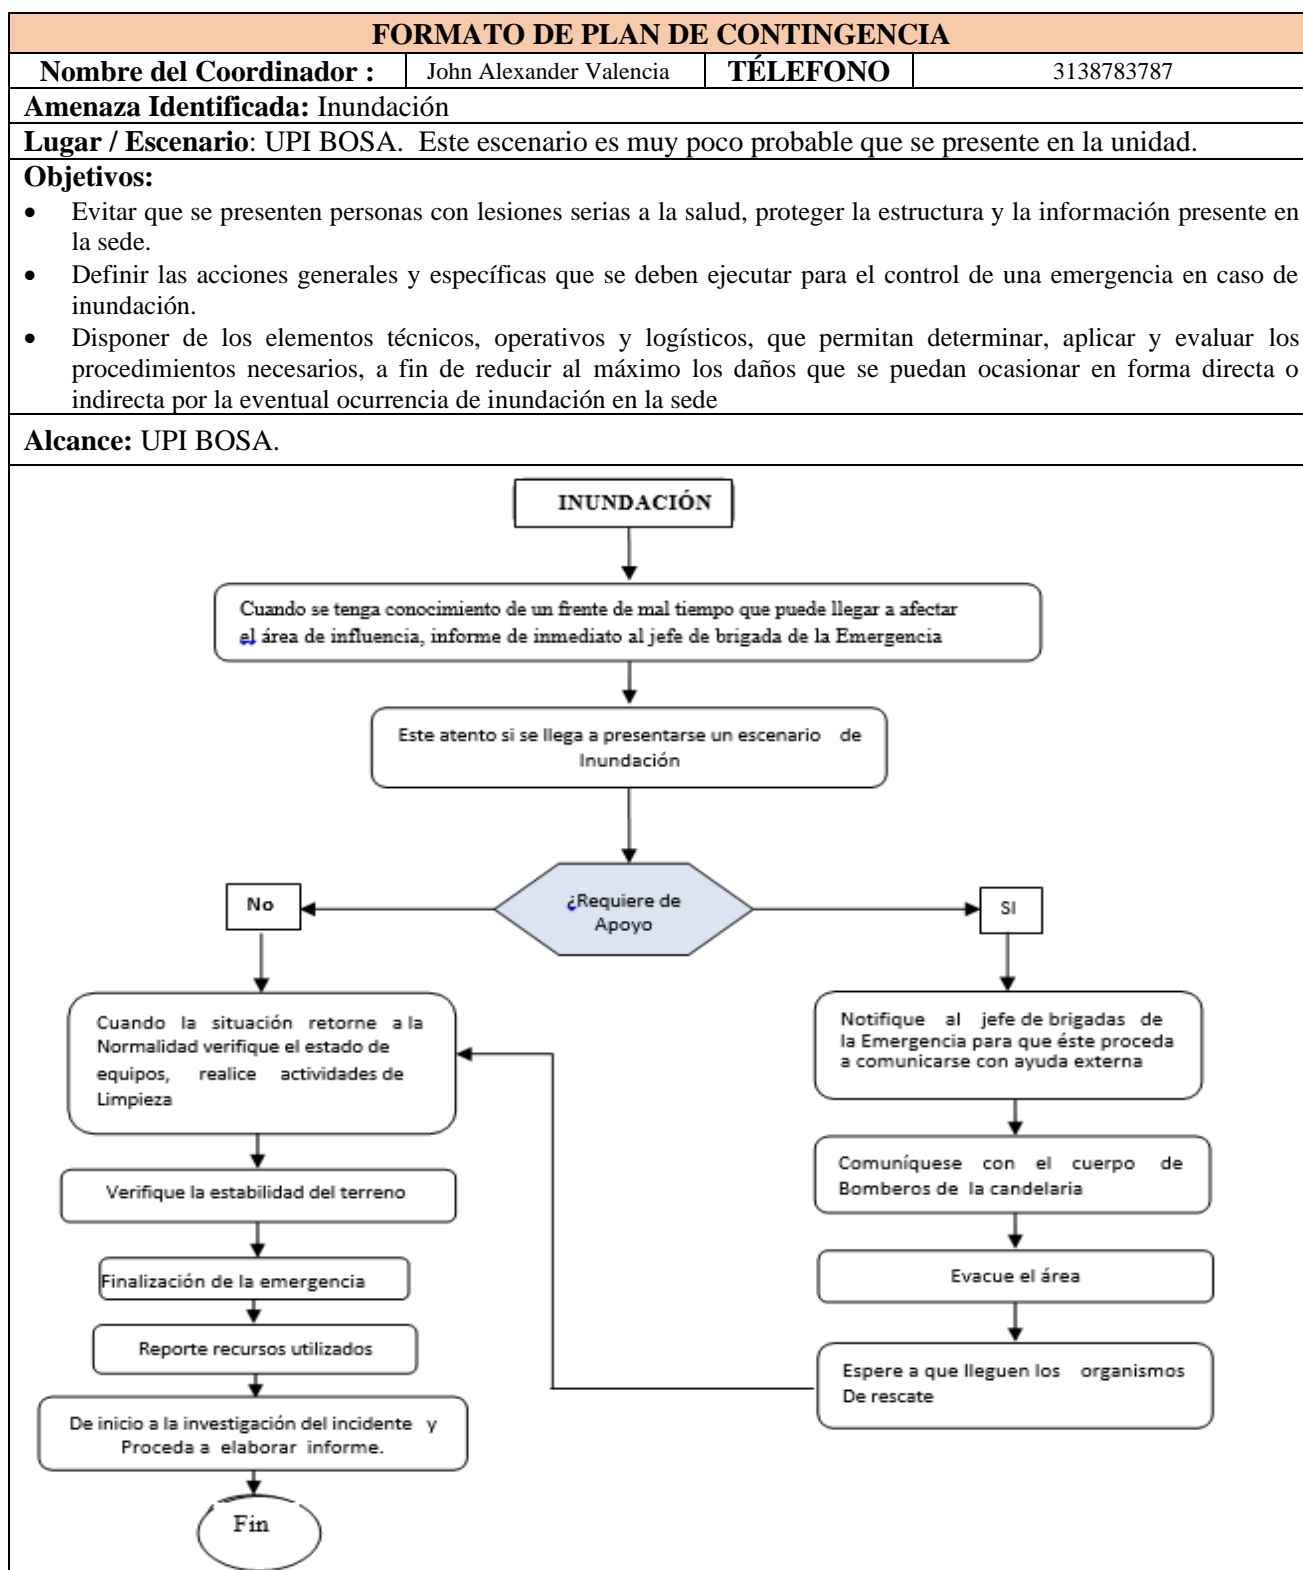 FORMATO DE PLAN DE CONTINGENCIA
Nombre del Coordinador : John Alexander Valencia TÉLEFONO 3138783787
Amenaza Identificada: Inundación
Lugar / Escenario: UPI BOSA. Este escenario es muy poco probable que se presente en la unidad.
Objetivos:
• Evitar que se presenten personas con lesiones serias a la salud, proteger la estructura y la información presente en
la sede.
• Definir las acciones generales y específicas que se deben ejecutar para el control de una emergencia en caso de
inundación.
• Disponer de los elementos técnicos, operativos y logísticos, que permitan determinar, aplicar y evaluar los
procedimientos necesarios, a fin de reducir al máximo los daños que se puedan ocasionar en forma directa o
indirecta por la eventual ocurrencia de inundación en la sede
Alcance: UPI BOSA.
INUNDACIÓN
Cuando se tenga conocimiento de un frente de mal tiempo que puede llegar a afectar
el área de influencia, informe de inmediato al jefe de brigada de la Emergencia
Este atento si se llega a presentarse un escenario de
Inundación
¿Requiere de
Apoyo
No
SI
Cuando la situación retorne a la
Normalidad verifique el estado de
equipos, realice actividades de
Limpieza
Verifique la estabilidad del terreno
Finalización de la emergencia
Reporte recursos utilizados
De inicio a la investigación del incidente y
Proceda a elaborar informe.
Fin
Notifique al jefe de brigadas de
la Emergencia para que éste proceda
a comunicarse con ayuda externa
Comuníquese con el cuerpo de
Bomberos de la candelaria
Evacue el área
Espere a que lleguen los organismos
De rescate